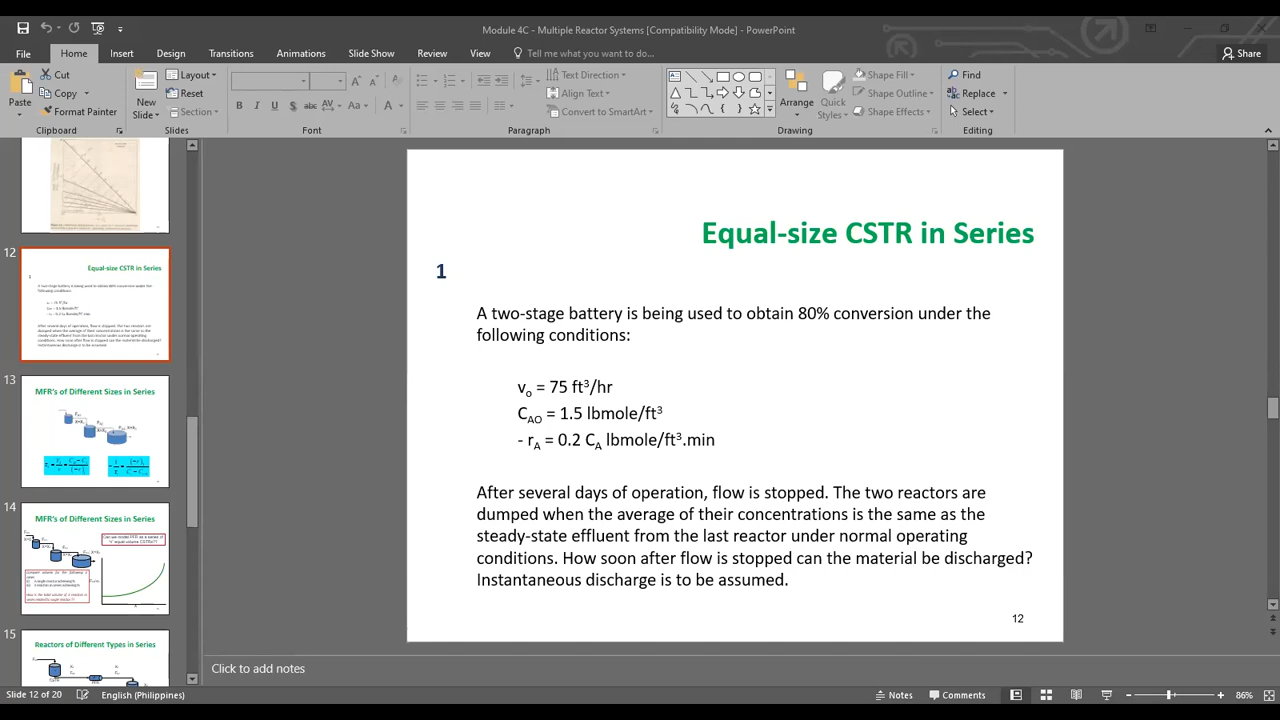 Module 4C - Multiple Reactor Systems [Compatibility Mode] - PowerPoint
File Home Insert Design Transitions Animations Slide Show Review View Tell me what you want to do... Share
Paste Cut Copy Format Painter
New Slide Layout Reset Section
B I U S abc AV Aa A
Text Direction Align Text Convert to SmartArt
Arrange Quick Styles Shape Fill Shape Outline Shape Effects
Find Replace Select
Clipboard Slides Font Paragraph Drawing Editing
12
Equal-size CSTR in Series
13
MFR's of Different Sizes in Series
14
MFR's of Different Sizes in Series
15
Reactors of Different Types in Series
Equal-size CSTR in Series
1
A two-stage battery is being used to obtain 80% conversion under the
following conditions:
vo = 75 ft³/hr
CAO = 1.5 lbmole/ft³
- rA = 0.2 CA lbmole/ft³.min
After several days of operation, flow is stopped. The two reactors are
dumped when the average of their concentrations is the same as the
steady-state effluent from the last reactor under normal operating
conditions. How soon after flow is stopped can the material be discharged?
Instantaneous discharge is to be assumed.
12
Click to add notes
Slide 12 of 20 English (Philippines) Notes Comments 86%